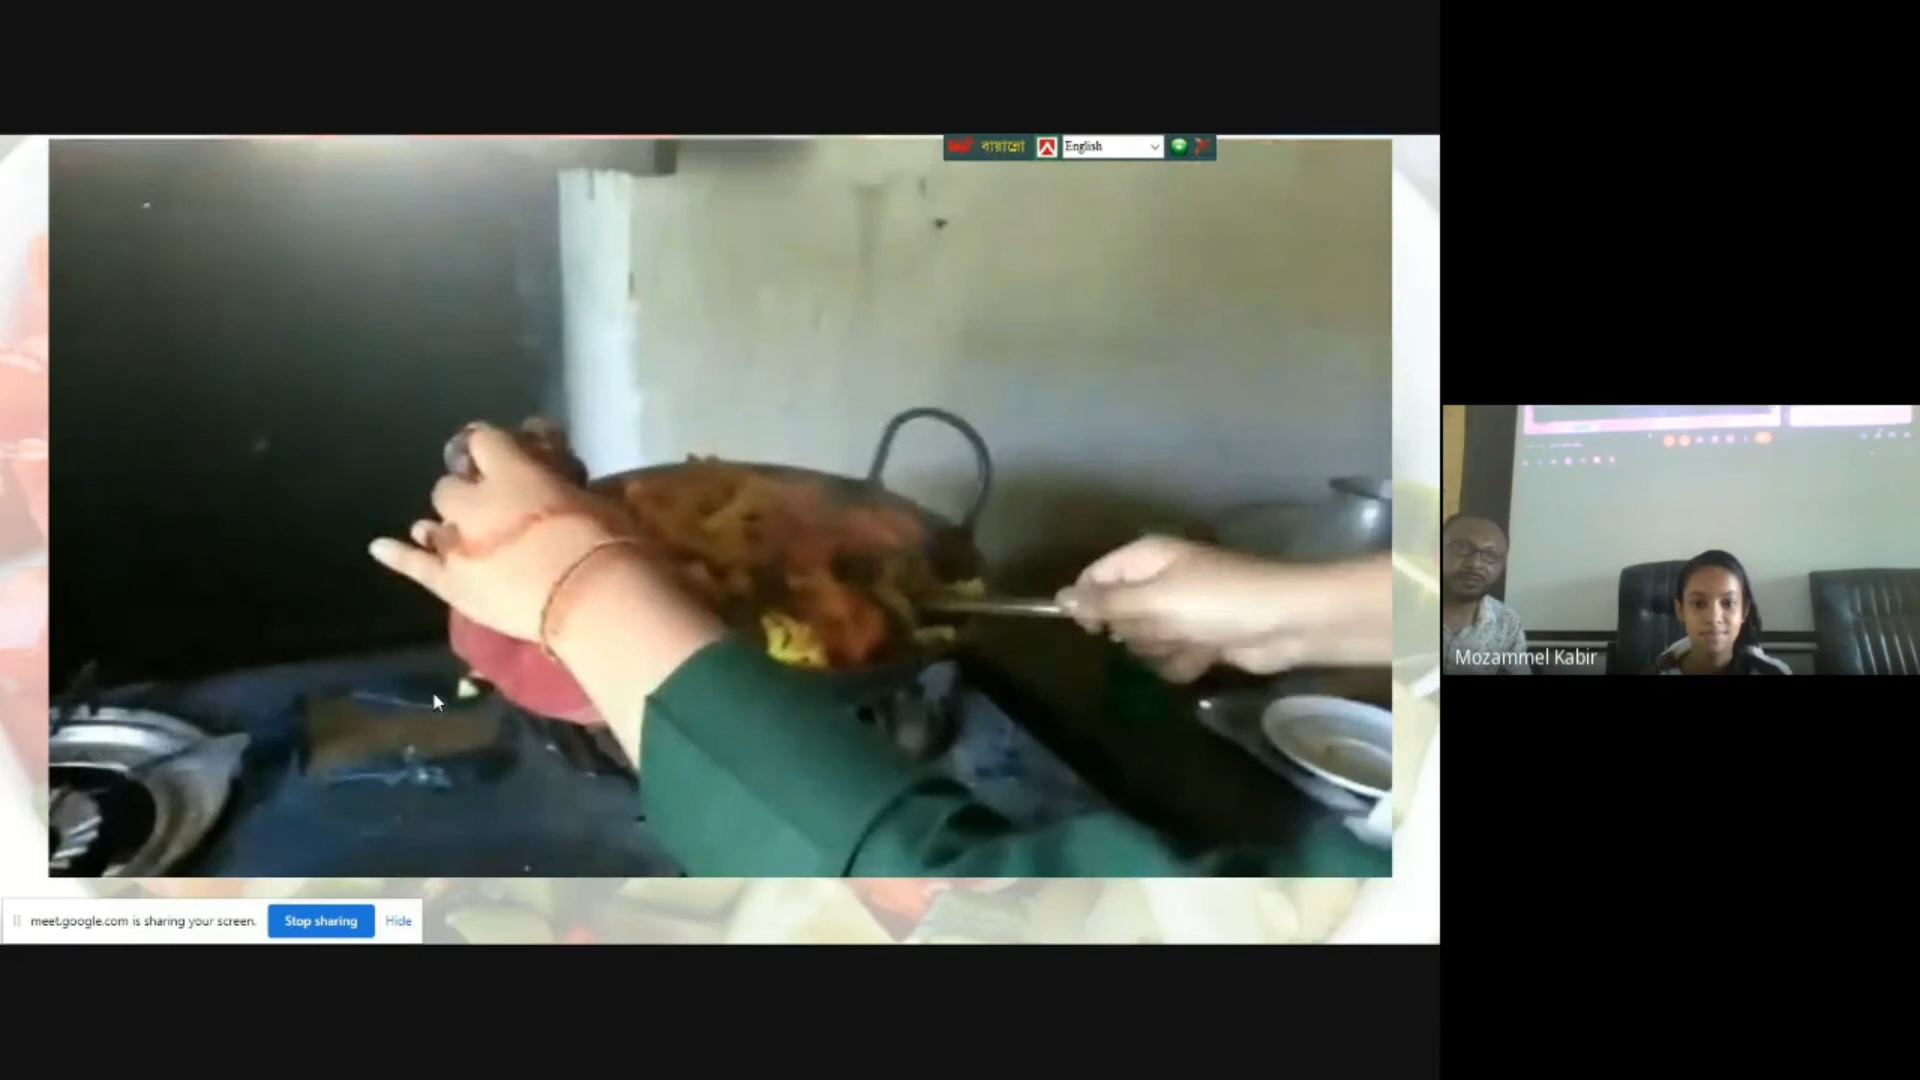 বায়ান্নো English
Mozammel Kabir
meet.google.com is sharing your screen. Stop sharing Hide